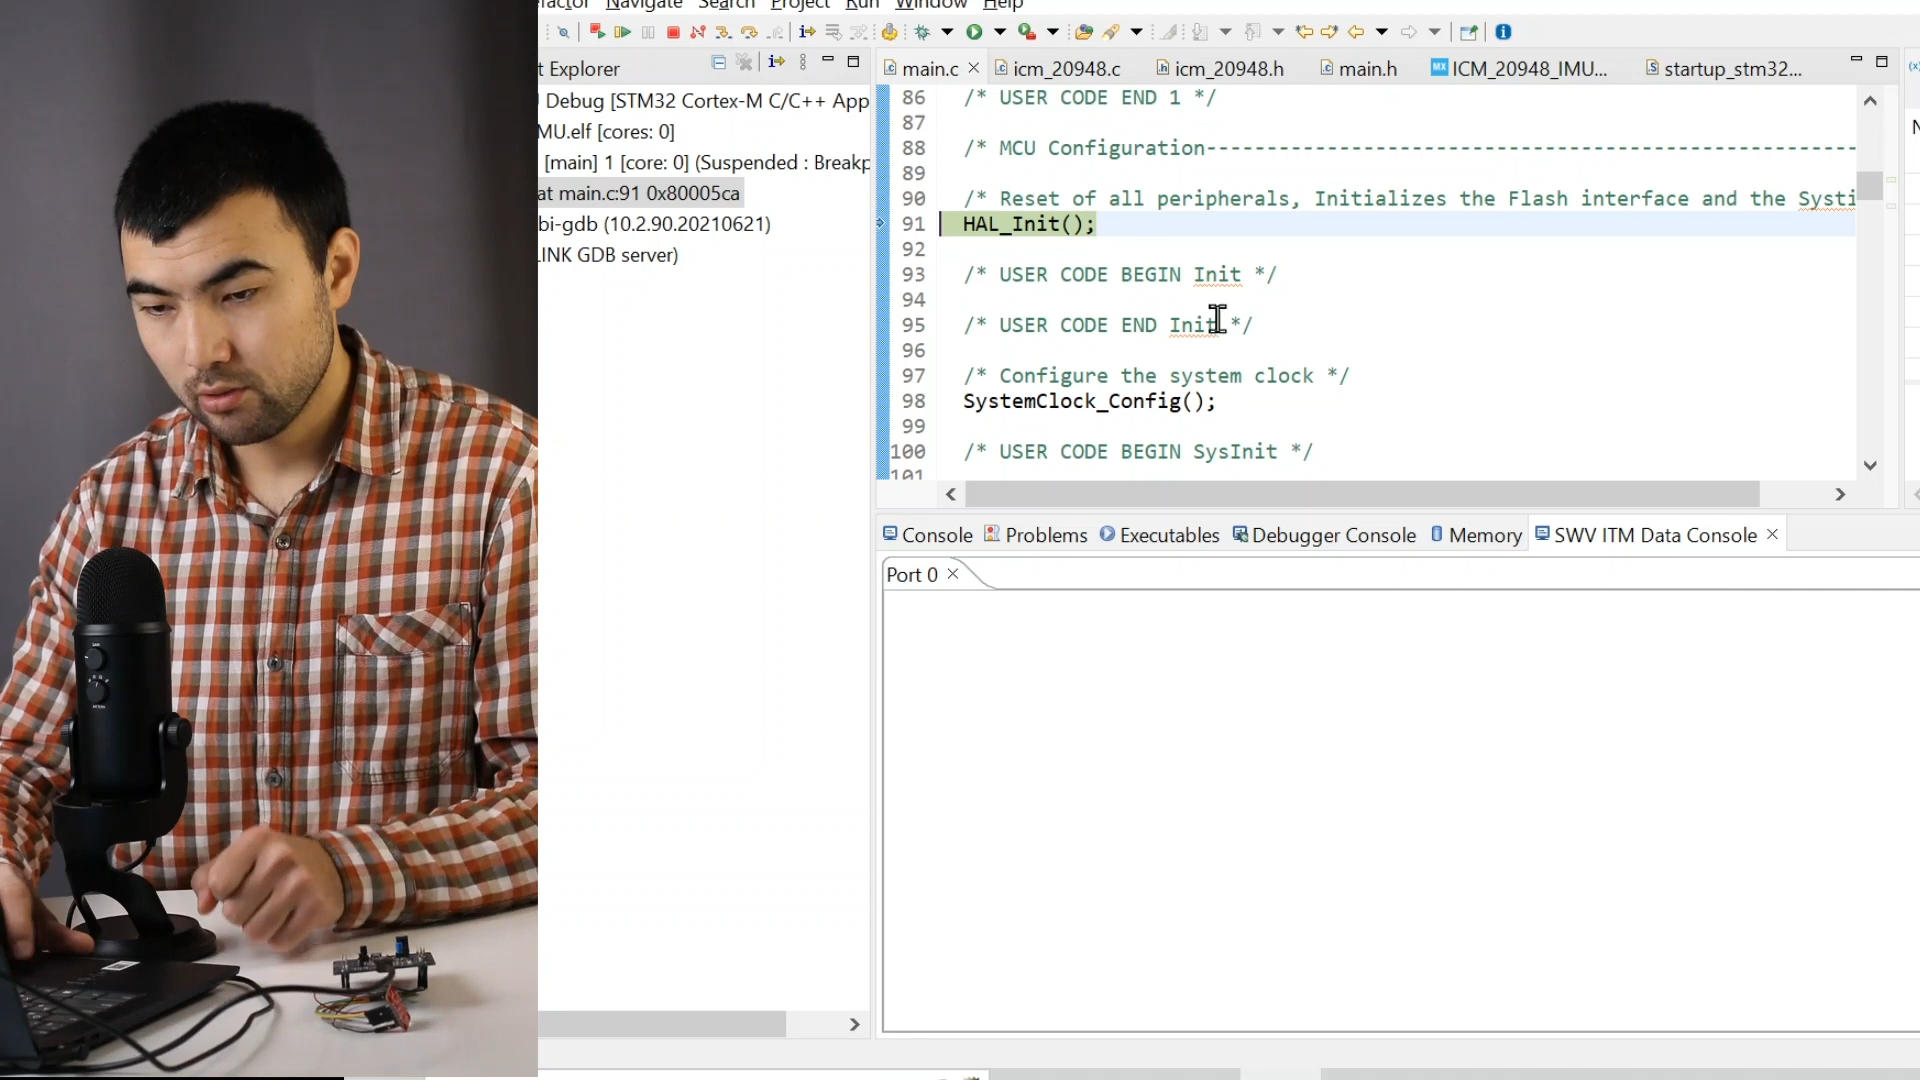 factor Navigate Search Project Run Window Help
t Explorer
Debug [STM32 Cortex-M C/C++ App
MU.elf [cores: 0]
[main] 1 [core: 0] (Suspended : Breakp
at main.c:91 0x80005ca
bi-gdb (10.2.90.20210621)
LINK GDB server)
main.c icm_20948.c icm_20948.h main.h MX ICM_20948_IMU... startup_stm32...
86 /* USER CODE END 1 */
87
88 /* MCU Configuration------------------------------------------------------
89
90 /* Reset of all peripherals, Initializes the Flash interface and the Systi
91 HAL_Init();
92
93 /* USER CODE BEGIN Init */
94
95 /* USER CODE END Init */
96
97 /* Configure the system clock */
98 SystemClock_Config();
99
100 /* USER CODE BEGIN SysInit */
101
Console Problems Executables Debugger Console Memory SWV ITM Data Console
Port 0